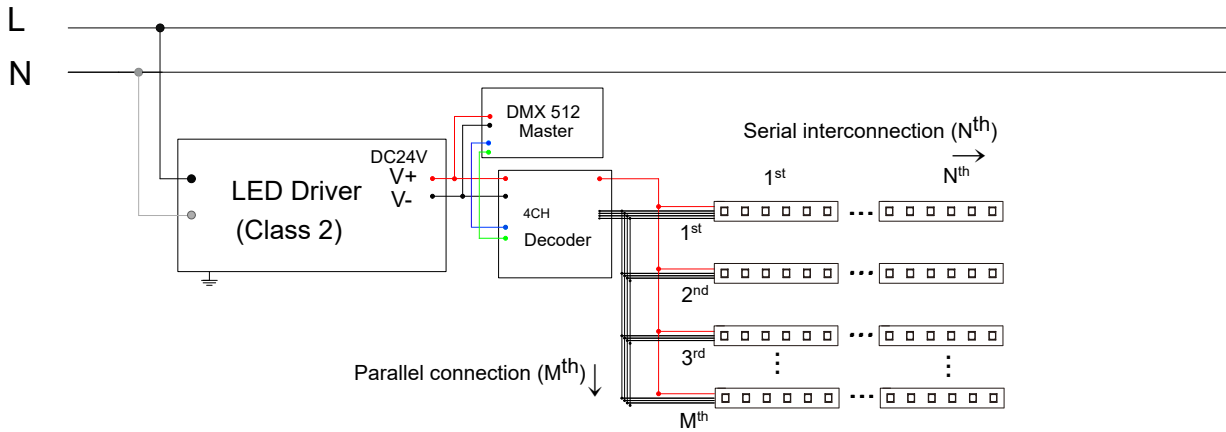 L
N
DMX 512
Master
Serial interconnection (Nth)
1st
Nth
DC24V
V+
V-
LED Driver
(Class 2)
4CH
Decoder
1st
2nd
3rd
Parallel connection (Mth)
Mth